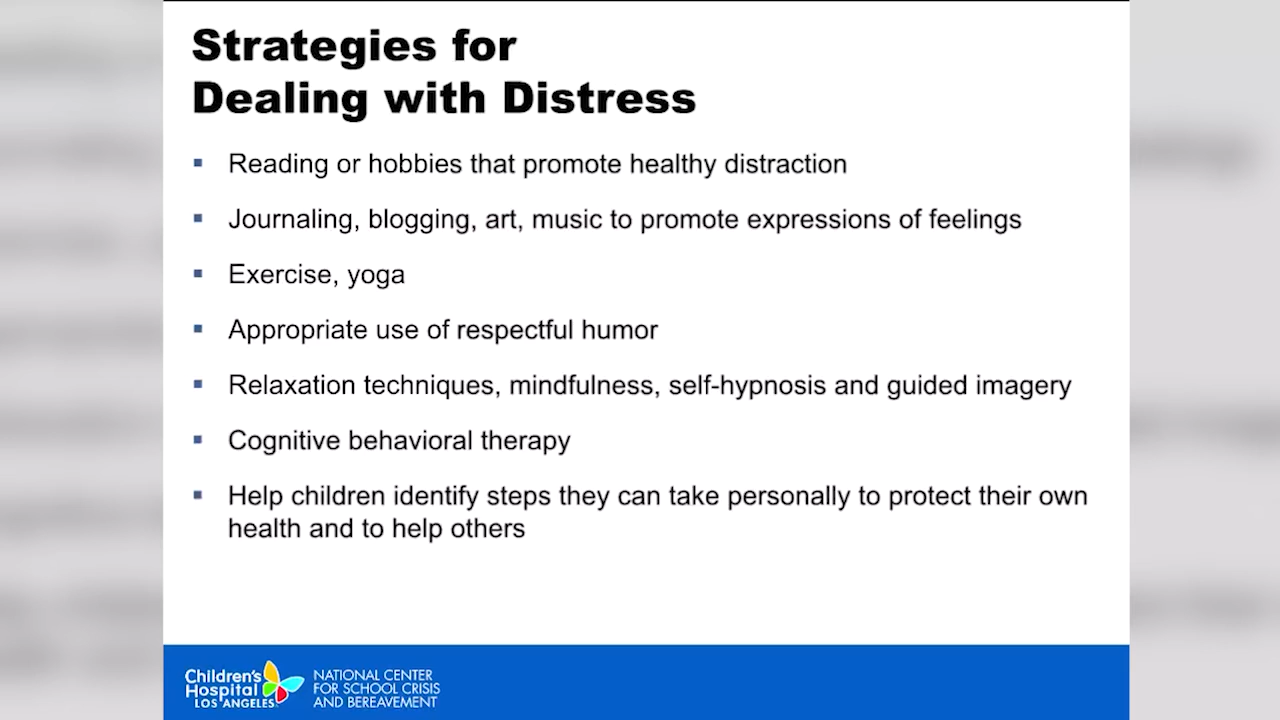 Strategies for
Dealing with Distress
Reading or hobbies that promote healthy distraction
Journaling, blogging, art, music to promote expressions of feelings
Exercise, yoga
Appropriate use of respectful humor
Relaxation techniques, mindfulness, self-hypnosis and guided imagery
Cognitive behavioral therapy
Help children identify steps they can take personally to protect their own
health and to help others
Children's
Hospital
LOS ANGELES
NATIONAL CENTER
FOR SCHOOL CRISIS
AND BEREAVEMENT